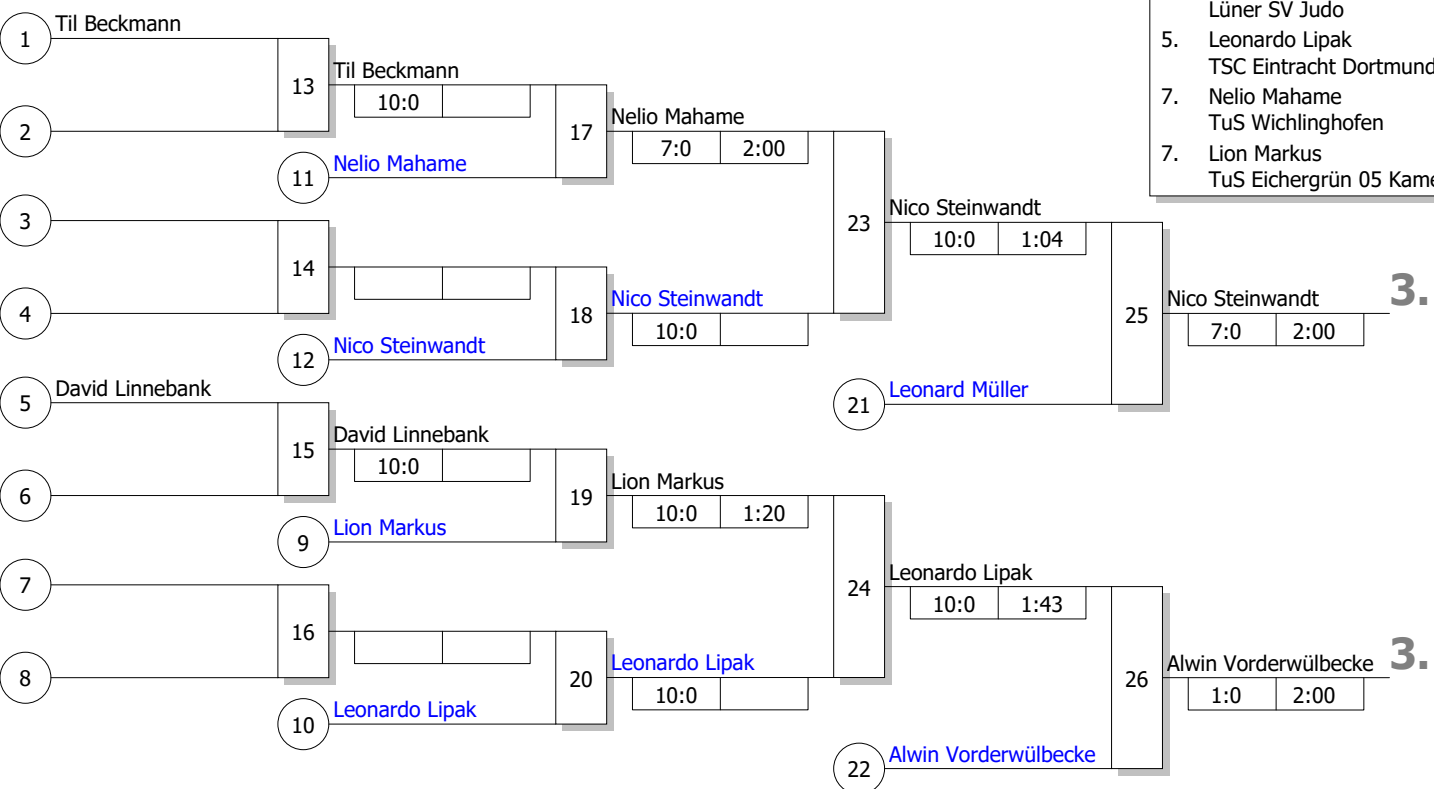 Lüner SV Judo
5. Leonardo Lipak
TSC Eintracht Dortmund
7. Nelio Mahame
TuS Wichlinghofen
7. Lion Markus
TuS Eichergrün 05 Kame
1 Til Beckmann
13 Til Beckmann
10:0
2
17 Nelio Mahame
7:0 2:00
11 Nelio Mahame
3
23 Nico Steinwandt
10:0 1:04
14
4
18 Nico Steinwandt
10:0
12 Nico Steinwandt
25 Nico Steinwandt 3.
7:0 2:00
21 Leonard Müller
5 David Linnebank
15 David Linnebank
10:0
6
19 Lion Markus
10:0 1:20
9 Lion Markus
7
24 Leonardo Lipak
10:0 1:43
16
8
20 Leonardo Lipak
10:0
10 Leonardo Lipak
26 Alwin Vorderwülbecke 3.
1:0 2:00
22 Alwin Vorderwülbecke